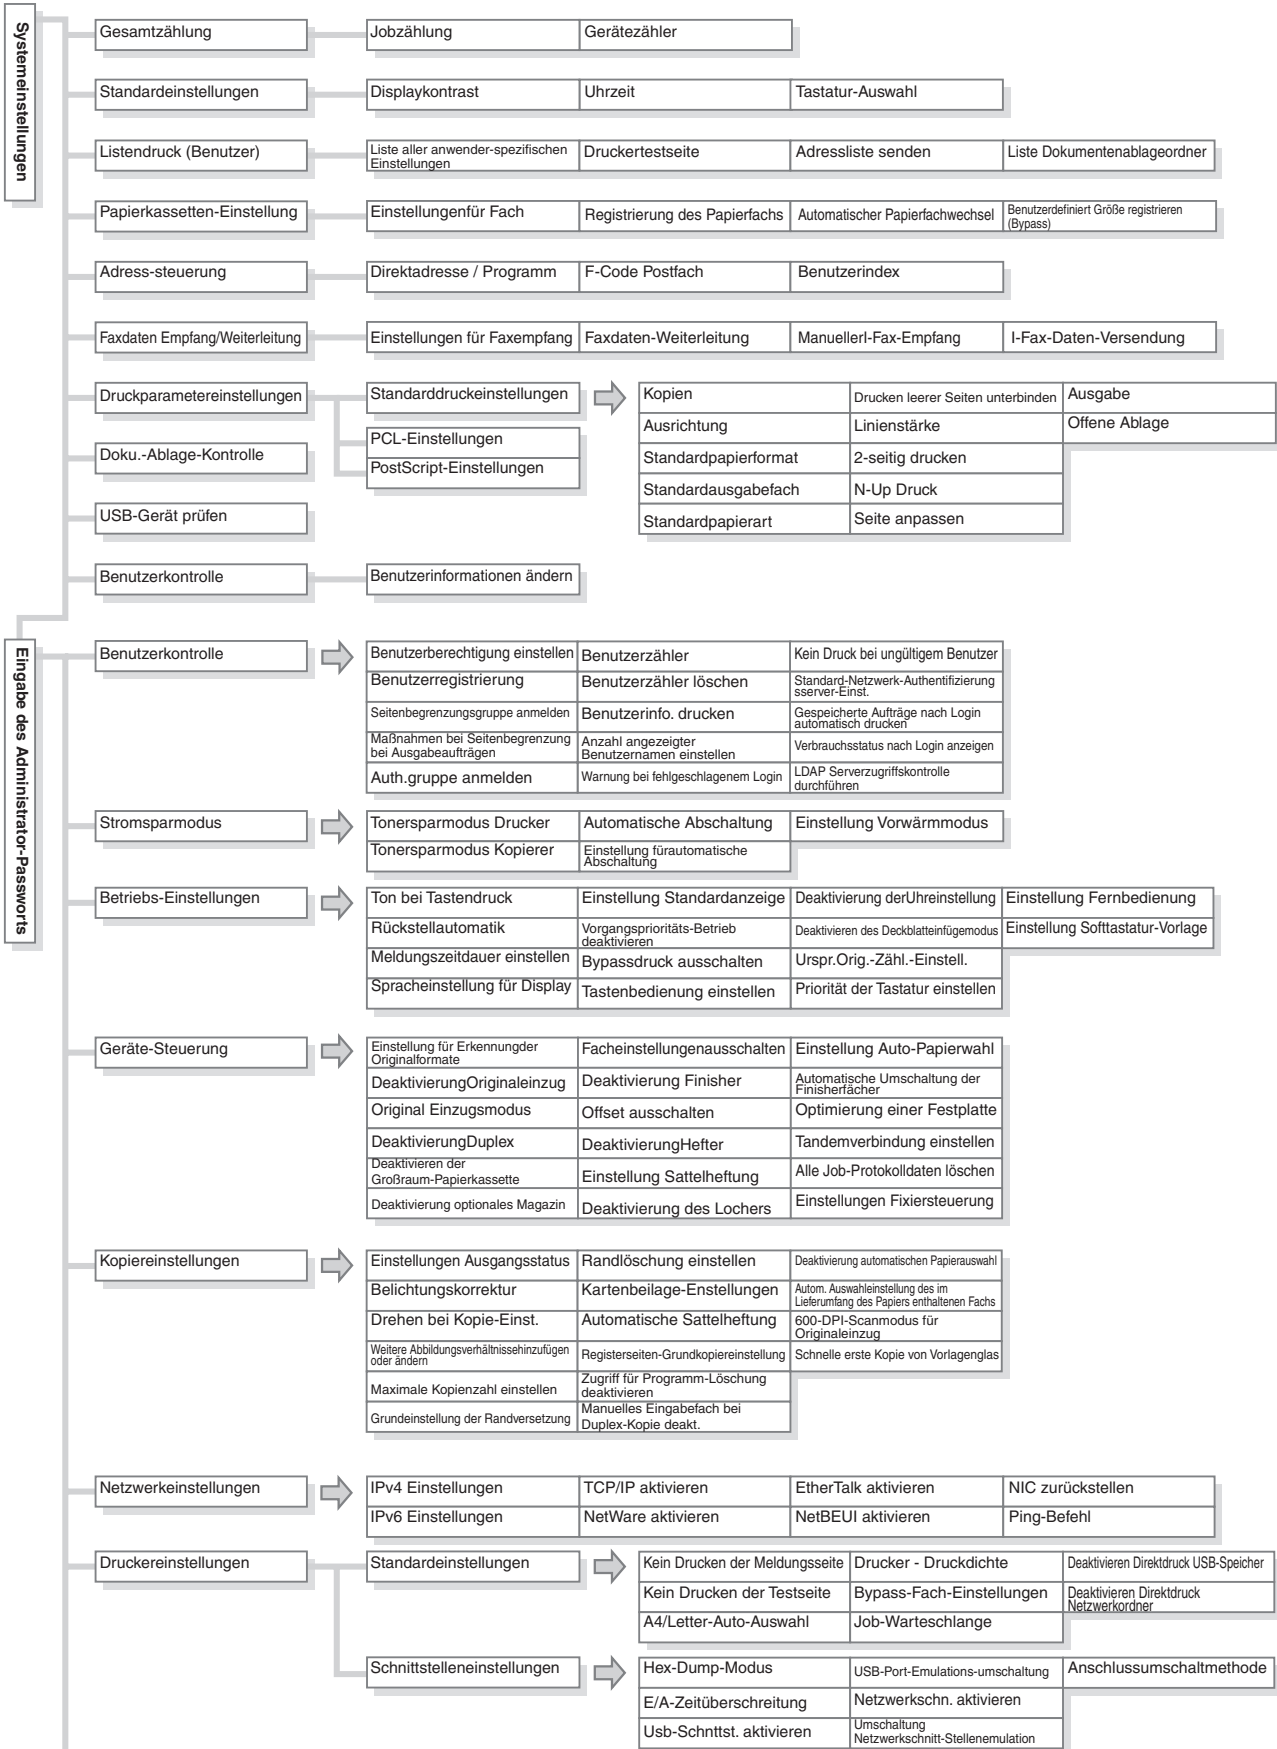 Systemeinstellungen
Gesamtzählung
Jobzählung
Gerätezähler
Standardeinstellungen
Displaykontrast
Uhrzeit
Tastatur-Auswahl
Listendruck (Benutzer)
Liste aller anwender-spezifischen
Einstellungen
Druckertestseite
Adressliste senden
Liste Dokumentenablageordner
Papierkassetten-Einstellung
Einstellungenfür Fach
Registrierung des Papierfachs
Automatischer Papierfachwechsel
Benutzerdefiniert Größe registrieren
(Bypass)
Adress-steuerung
Direktadresse / Programm
F-Code Postfach
Benutzerindex
Faxdaten Empfang/Weiterleitung
Einstellungen für Faxempfang
Faxdaten-Weiterleitung
ManuellerI-Fax-Empfang
I-Fax-Daten-Versendung
Druckparametereinstellungen
Standarddruckeinstellungen
Kopien
Drucken leerer Seiten unterbinden
Ausgabe
Ausrichtung
Linienstärke
Offene Ablage
PCL-Einstellungen
Doku.-Ablage-Kontrolle
Standardpapierformat
2-seitig drucken
PostScript-Einstellungen
Standardausgabefach
N-Up Druck
USB-Gerät prüfen
Standardpapierart
Seite anpassen
Benutzerkontrolle
Benutzerinformationen ändern
Eingabe des Administrator-Passworts
Benutzerkontrolle
Benutzerberechtigung einstellen
Benutzerzähler
Kein Druck bei ungültigem Benutzer
Benutzerregistrierung
Benutzerzähler löschen
Standard-Netzwerk-Authentifizierung
sserver-Einst.
Seitenbegrenzungsgruppe anmelden
Benutzerinfo. drucken
Gespeicherte Aufträge nach Login
automatisch drucken
Maßnahmen bei Seitenbegrenzung
bei Ausgabeaufträgen
Anzahl angezeigter
Benutzernamen einstellen
Verbrauchsstatus nach Login anzeigen
Auth.gruppe anmelden
Warnung bei fehlgeschlagenem Login
LDAP Serverzugriffskontrolle
durchführen
Stromsparmodus
Tonersparmodus Drucker
Automatische Abschaltung
Einstellung Vorwärmmodus
Tonersparmodus Kopierer
Einstellung fürautomatische
Abschaltung
Betriebs-Einstellungen
Ton bei Tastendruck
Einstellung Standardanzeige
Deaktivierung derUhreinstellung
Einstellung Fernbedienung
Rückstellautomatik
Vorgangsprioritäts-Betrieb
deaktivieren
Deaktivieren des Deckblatteinfügemodus
Einstellung Softtastatur-Vorlage
Meldungszeitdauer einstellen
Bypassdruck ausschalten
Urspr.Orig.-Zähl.-Einstell.
Spracheinstellung für Display
Tastenbedienung einstellen
Priorität der Tastatur einstellen
Geräte-Steuerung
Einstellung für Erkennungder
Originalformate
Facheinstellungenausschalten
Einstellung Auto-Papierwahl
DeaktivierungOriginaleinzug
Deaktivierung Finisher
Automatische Umschaltung der
Finisherfächer
Original Einzugsmodus
Offset ausschalten
Optimierung einer Festplatte
DeaktivierungDuplex
DeaktivierungHefter
Tandemverbindung einstellen
Deaktivieren der
Großraum-Papierkassette
Einstellung Sattelheftung
Alle Job-Protokolldaten löschen
Deaktivierung optionales Magazin
Deaktivierung des Lochers
Einstellungen Fixiersteuerung
Kopiereinstellungen
Einstellungen Ausgangsstatus
Randlöschung einstellen
Deaktivierung automatischen Papierauswahl
Belichtungskorrektur
Kartenbeilage-Enstellungen
Autom. Auswahleinstellung des im
Lieferumfang des Papiers enthaltenen Fachs
Drehen bei Kopie-Einst.
Automatische Sattelheftung
600-DPI-Scanmodus für
Originaleinzug
Weitere Abbildungsverhältnissehinzufügen
oder ändern
Registerseiten-Grundkopiereinstellung
Schnelle erste Kopie von Vorlagenglas
Maximale Kopienzahl einstellen
Zugriff für Programm-Löschung
deaktivieren
Grundeinstellung der Randversetzung
Manuelles Eingabefach bei
Duplex-Kopie deakt.
Netzwerkeinstellungen
IPv4 Einstellungen
TCP/IP aktivieren
EtherTalk aktivieren
NIC zurückstellen
IPv6 Einstellungen
NetWare aktivieren
NetBEUI aktivieren
Ping-Befehl
Druckereinstellungen
Standardeinstellungen
Kein Drucken der Meldungsseite
Drucker - Druckdichte
Deaktivieren Direktdruck USB-Speicher
Kein Drucken der Testseite
Bypass-Fach-Einstellungen
Deaktivieren Direktdruck
Netzwerkordner
A4/Letter-Auto-Auswahl
Job-Warteschlange
Schnittstelleneinstellungen
Hex-Dump-Modus
USB-Port-Emulations-umschaltung
Anschlussumschaltmethode
E/A-Zeitüberschreitung
Netzwerkschn. aktivieren
Usb-Schnttst. aktivieren
Umschaltung
Netzwerkschnitt-Stellenemulation